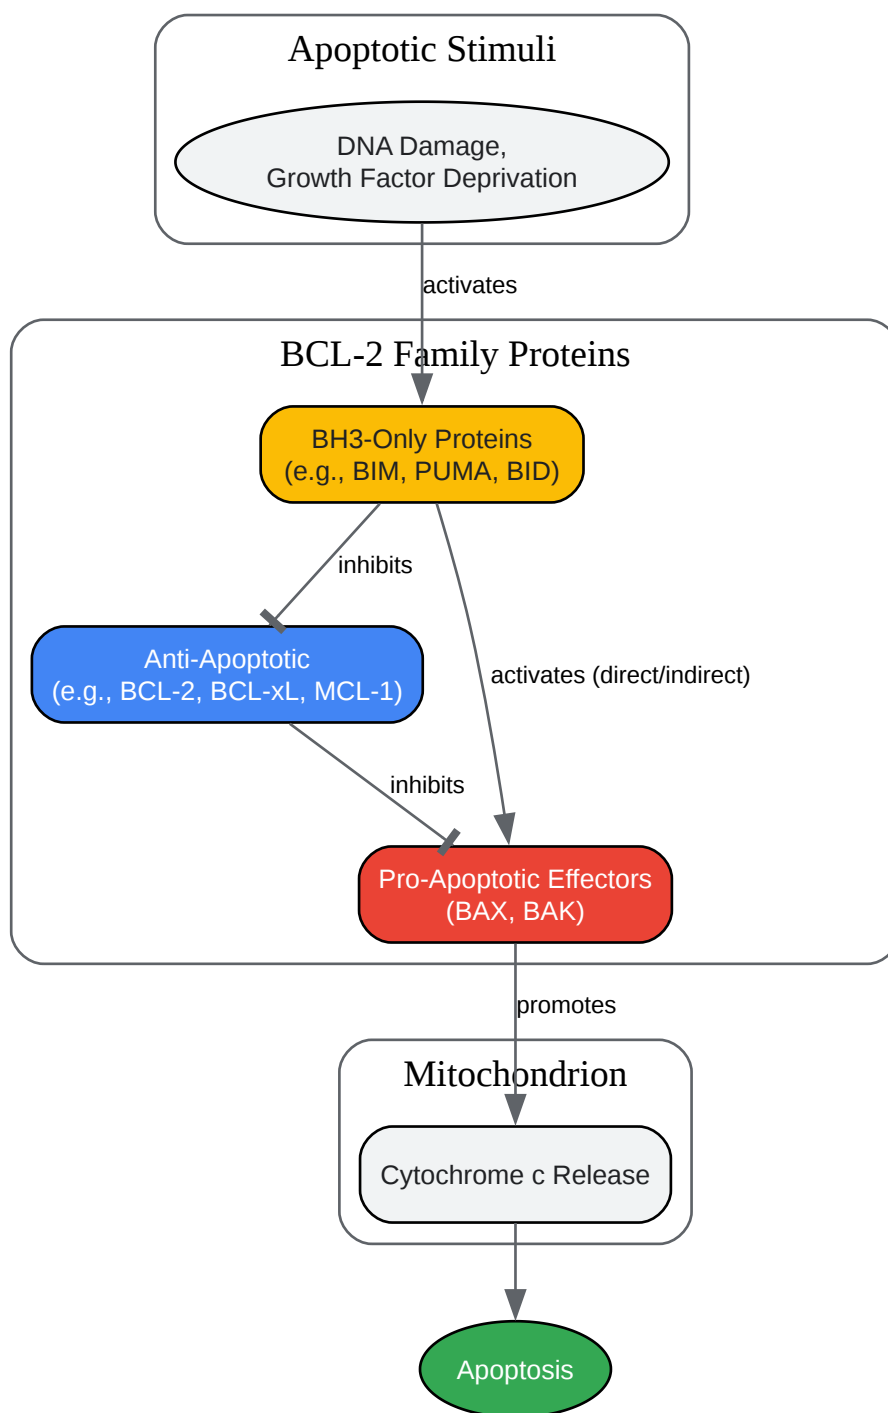 Apoptotic Stimuli
DNA Damage,
Growth Factor Deprivation
activates
BCL-2 Family Proteins
BH3-Only Proteins
(e.g., BIM, PUMA, BID)
inhibits
Anti-Apoptotic
(e.g., BCL-2, BCL-xL, MCL-1)
activates (direct/indirect)
inhibits
Pro-Apoptotic Effectors
(BAX, BAK)
promotes
Mitochondrion
Cytochrome c Release
Apoptosis